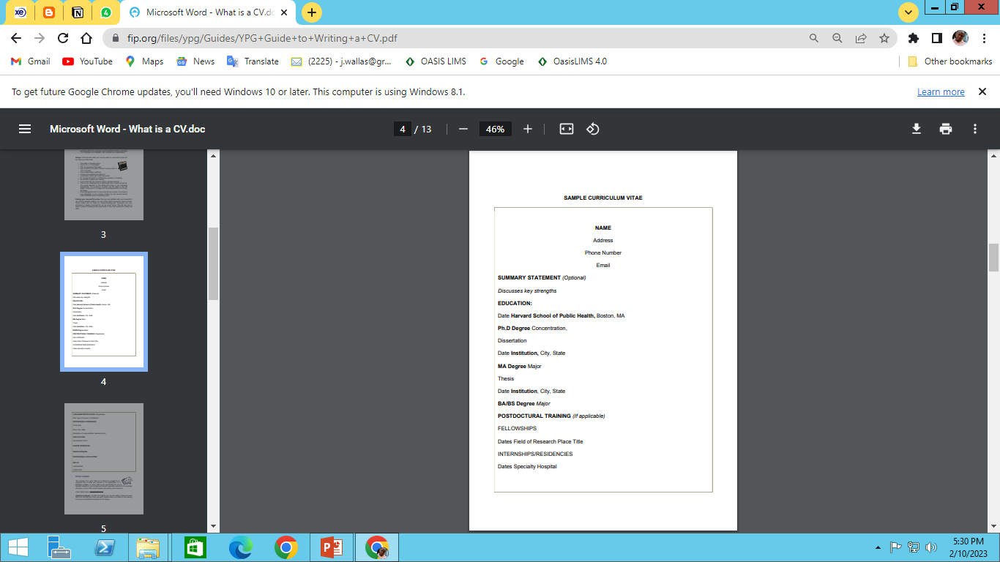 Microsoft Word - What is a CV.dc
fip.org/files/ypg/Guides/YPG+Guide+to+Writing+a+CV.pdf
Gmail YouTube Maps News Translate (2225) - j.wallas@gr... OASIS LIMS Google OasisLIMS 4.0 Other bookmarks
To get future Google Chrome updates, you'll need Windows 10 or later. This computer is using Windows 8.1. Learn more
Microsoft Word - What is a CV.doc 4 / 13 46%
3
4
5
SAMPLE CURRICULUM VITAE
NAME
Address
Phone Number
Email
SUMMARY STATEMENT (Optional)
Discusses key strengths
EDUCATION:
Date Harvard School of Public Health, Boston, MA
Ph.D Degree Concentration,
Dissertation
Date Institution, City, State
MA Degree Major
Thesis
Date Institution, City, State
BA/BS Degree Major
POSTDOCTURAL TRAINING (If applicable)
FELLOWSHIPS
Dates Field of Research Place Title
INTERNSHIPS/RESIDENCIES
Dates Specialty Hospital
5:30 PM
2/10/2023